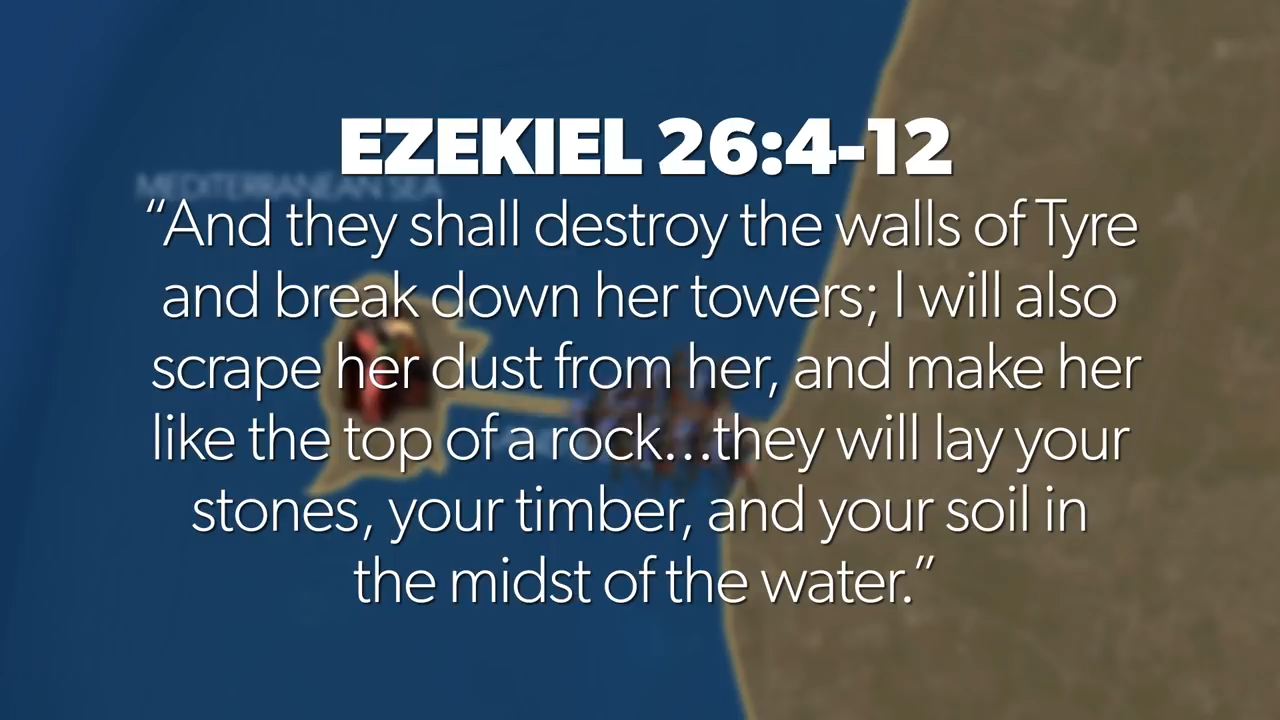 EZEKIEL 26:4-12
MEDITERRANEAN SEA
“And they shall destroy the walls of Tyre
and break down her towers; I will also
scrape her dust from her, and make her
like the top of a rock...they will lay your
stones, your timber, and your soil in
the midst of the water.”